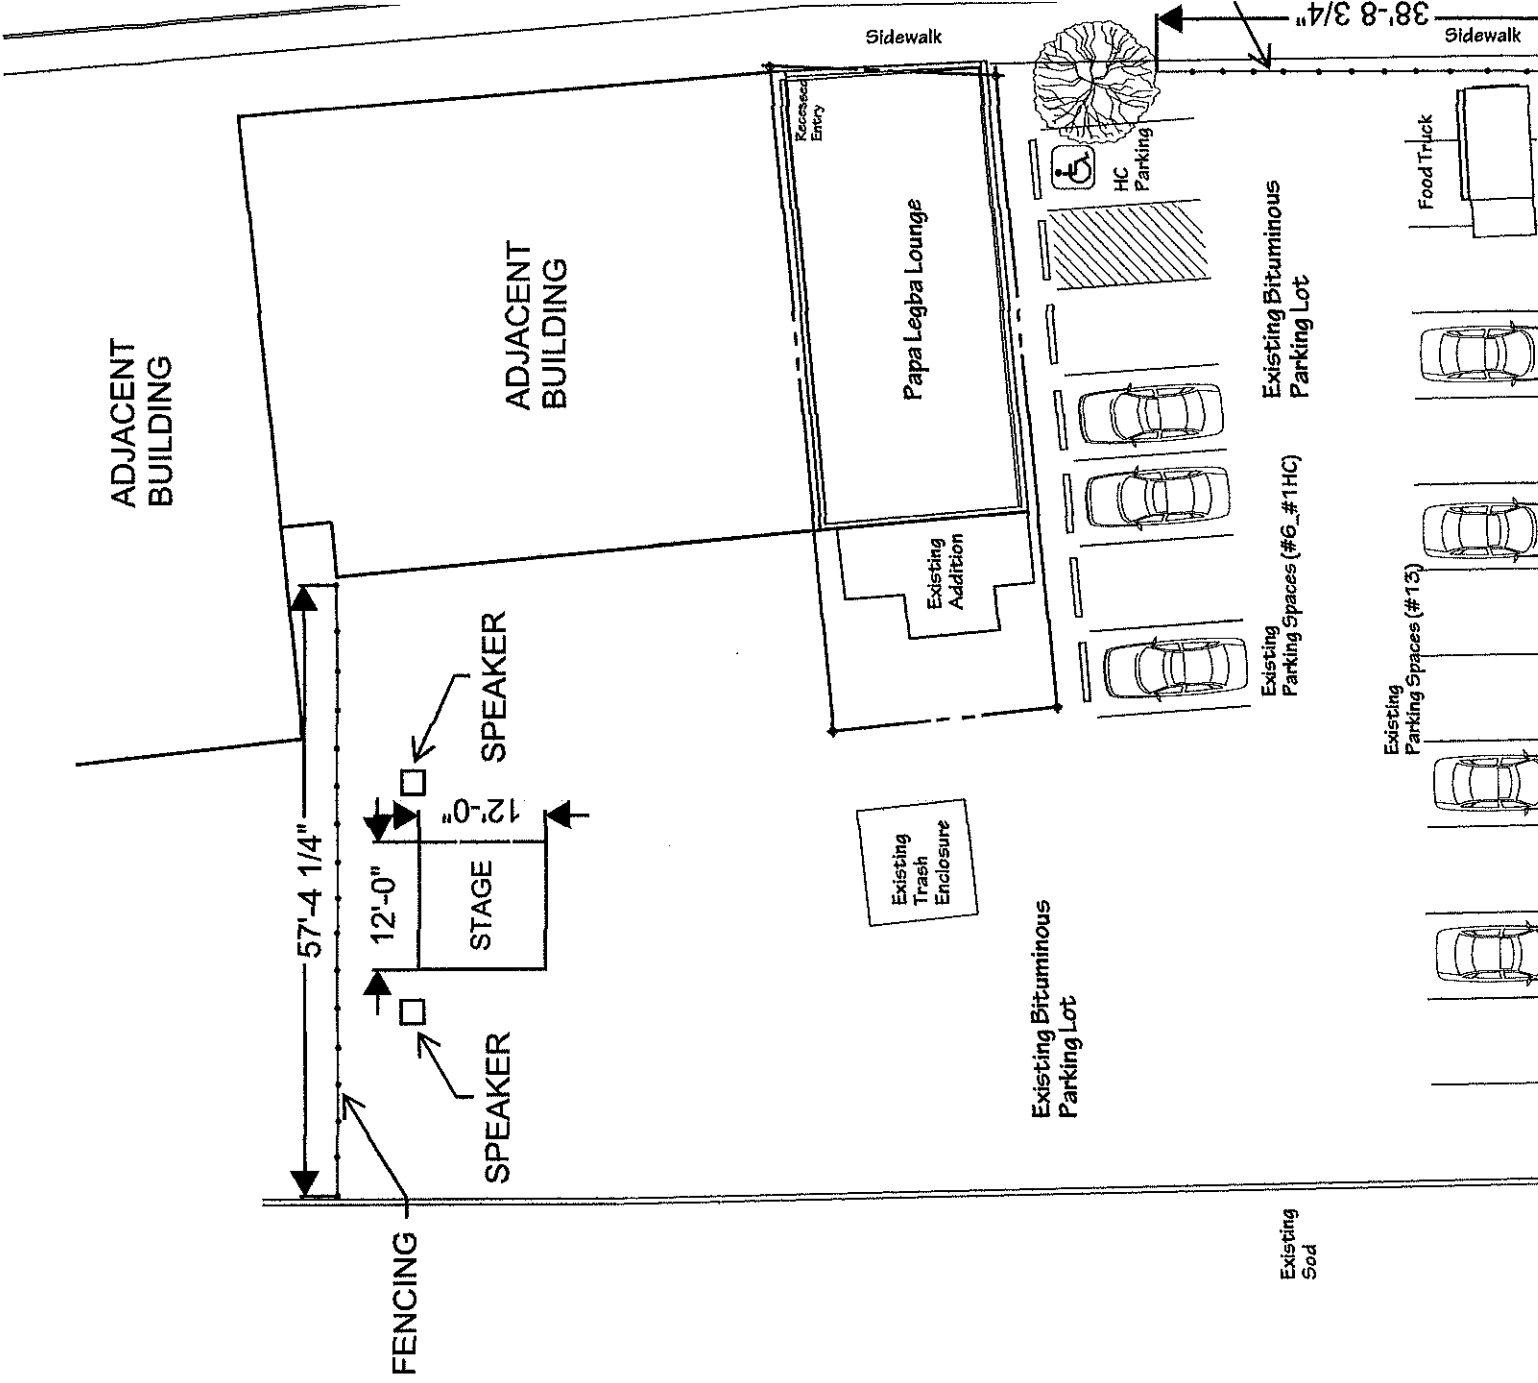 ADJACENT
BUILDING
ADJACENT
BUILDING
Sidewalk
Recessed
Entry
Papa Legba Lounge
Existing
Addition
HC
Parking
38'-8 3/4"
Sidewalk
Food Truck
Existing Bituminous
Parking Lot
Existing
Parking Spaces (#6_#1HC)
Existing
Parking Spaces (#13)
57'-4 1/4"
SPEAKER
12'-0"
12'-0"
STAGE
SPEAKER
FENCING
Existing
Trash
Enclosure
Existing Bituminous
Parking Lot
Existing
Sod